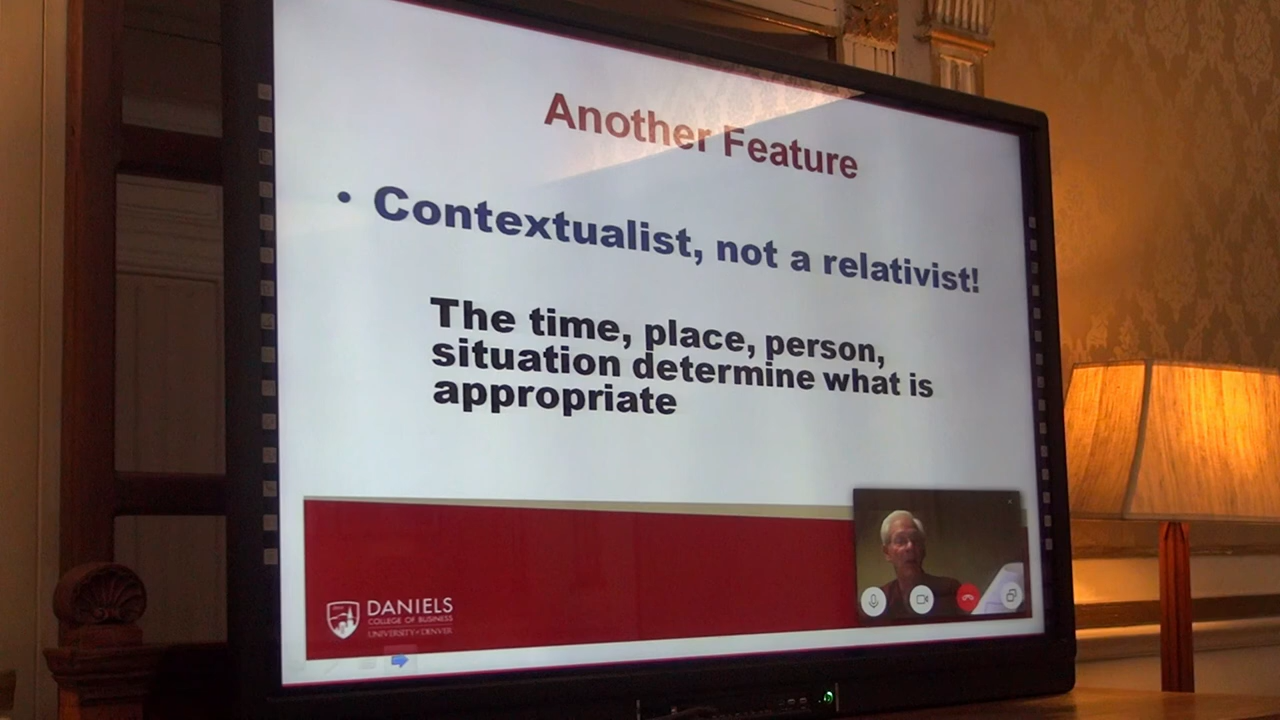 Another Feature
• Contextualist, not a relativist!
The time, place, person,
situation determine what is
appropriate
DANIELS
COLLEGE OF BUSINESS
UNIVERSITY of DENVER